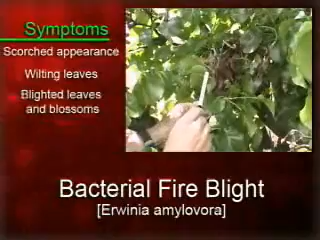 Symptoms
Scorched appearance
Wilting leaves
Blighted leaves
and blossoms
Bacterial Fire Blight
[Erwinia amylovora]